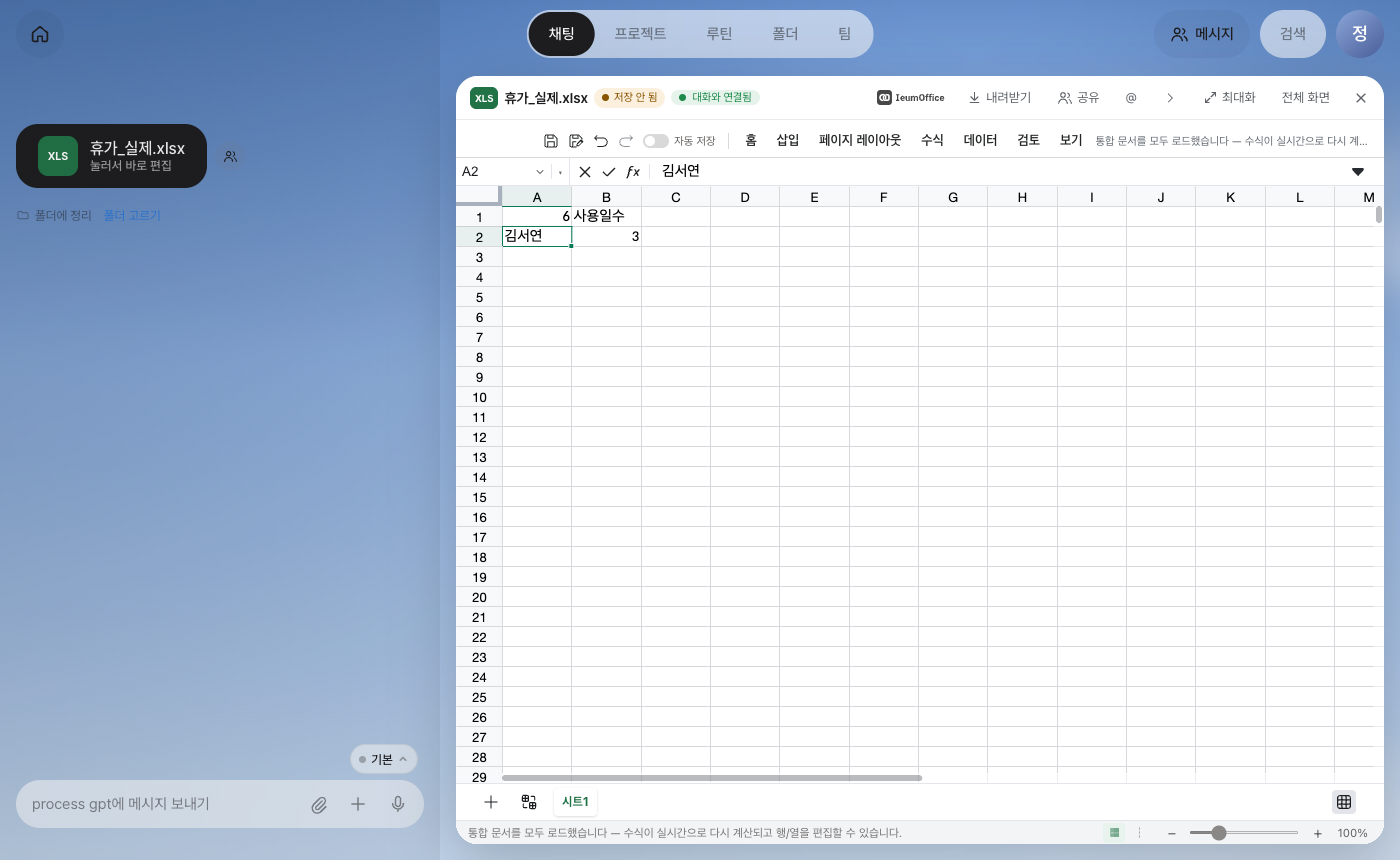 채팅 프로젝트 루틴 폴더 팀
메시지 검색 정
XLS 휴가_실제.xlsx
눌러서 바로 편집
폴더에 정리 폴더 고르기
기본
process gpt에 메시지 보내기
XLS 휴가_실제.xlsx 저장 안 됨 대화와 연결됨 IeumOffice 내려받기 공유 @ 최대화 전체 화면
자동 저장 홈 삽입 페이지 레이아웃 수식 데이터 검토 보기 통합 문서를 모두 로드했습니다 — 수식이 실시간으로 다시 계...
A2 fx 김서연
A B C D E F G H I J K L M
1 6 사용일수
2 김서연 3
3
4
5
6
7
8
9
10
11
12
13
14
15
16
17
18
19
20
21
22
23
24
25
26
27
28
29
시트1
통합 문서를 모두 로드했습니다 — 수식이 실시간으로 다시 계산되고 행/열을 편집할 수 있습니다. 100%